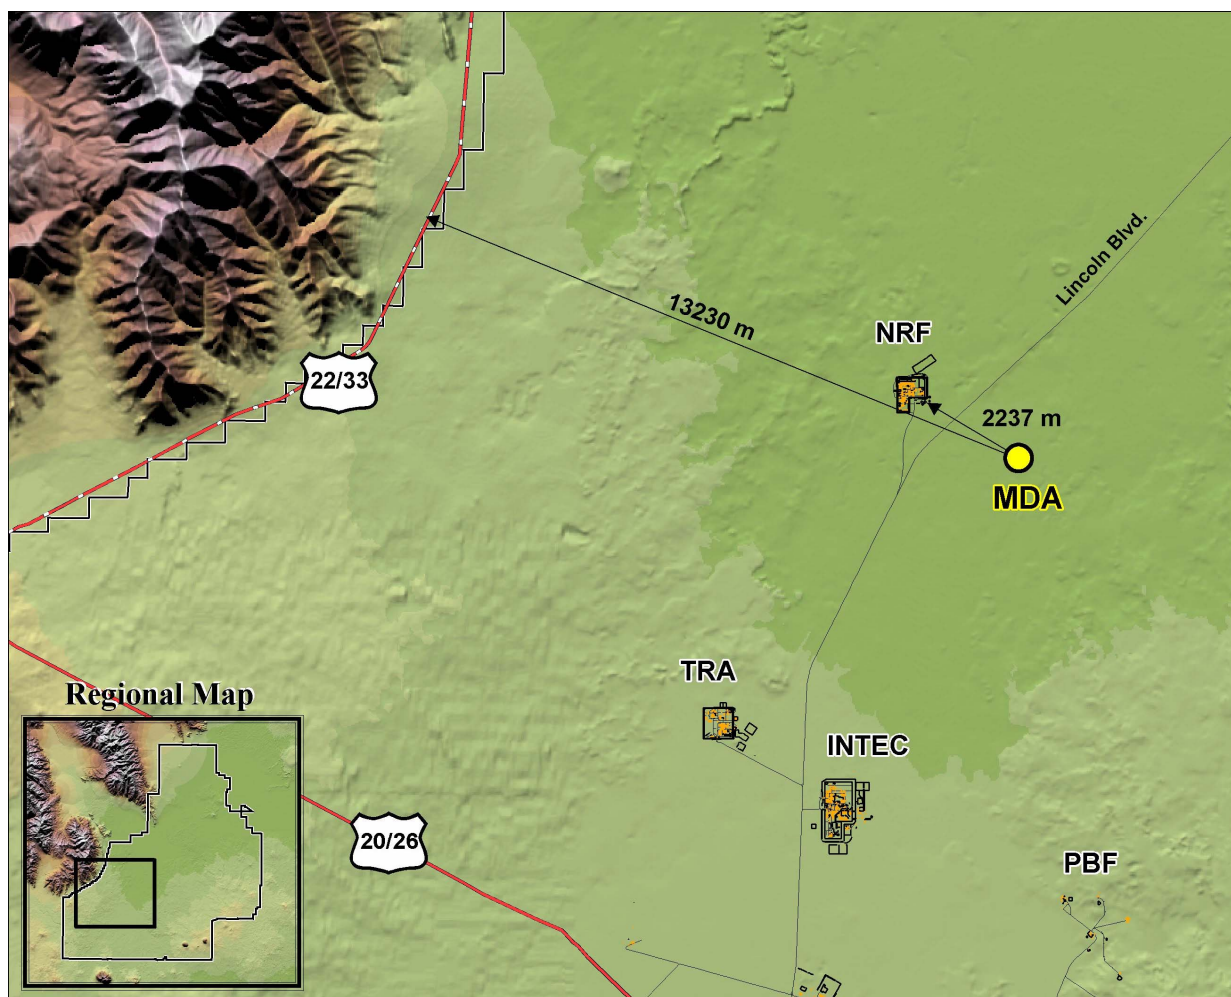 Lincoln Blvd.
13230 m
NRF
22/33
2237 m
MDA
TRA
Regional Map
INTEC
20/26
PBF